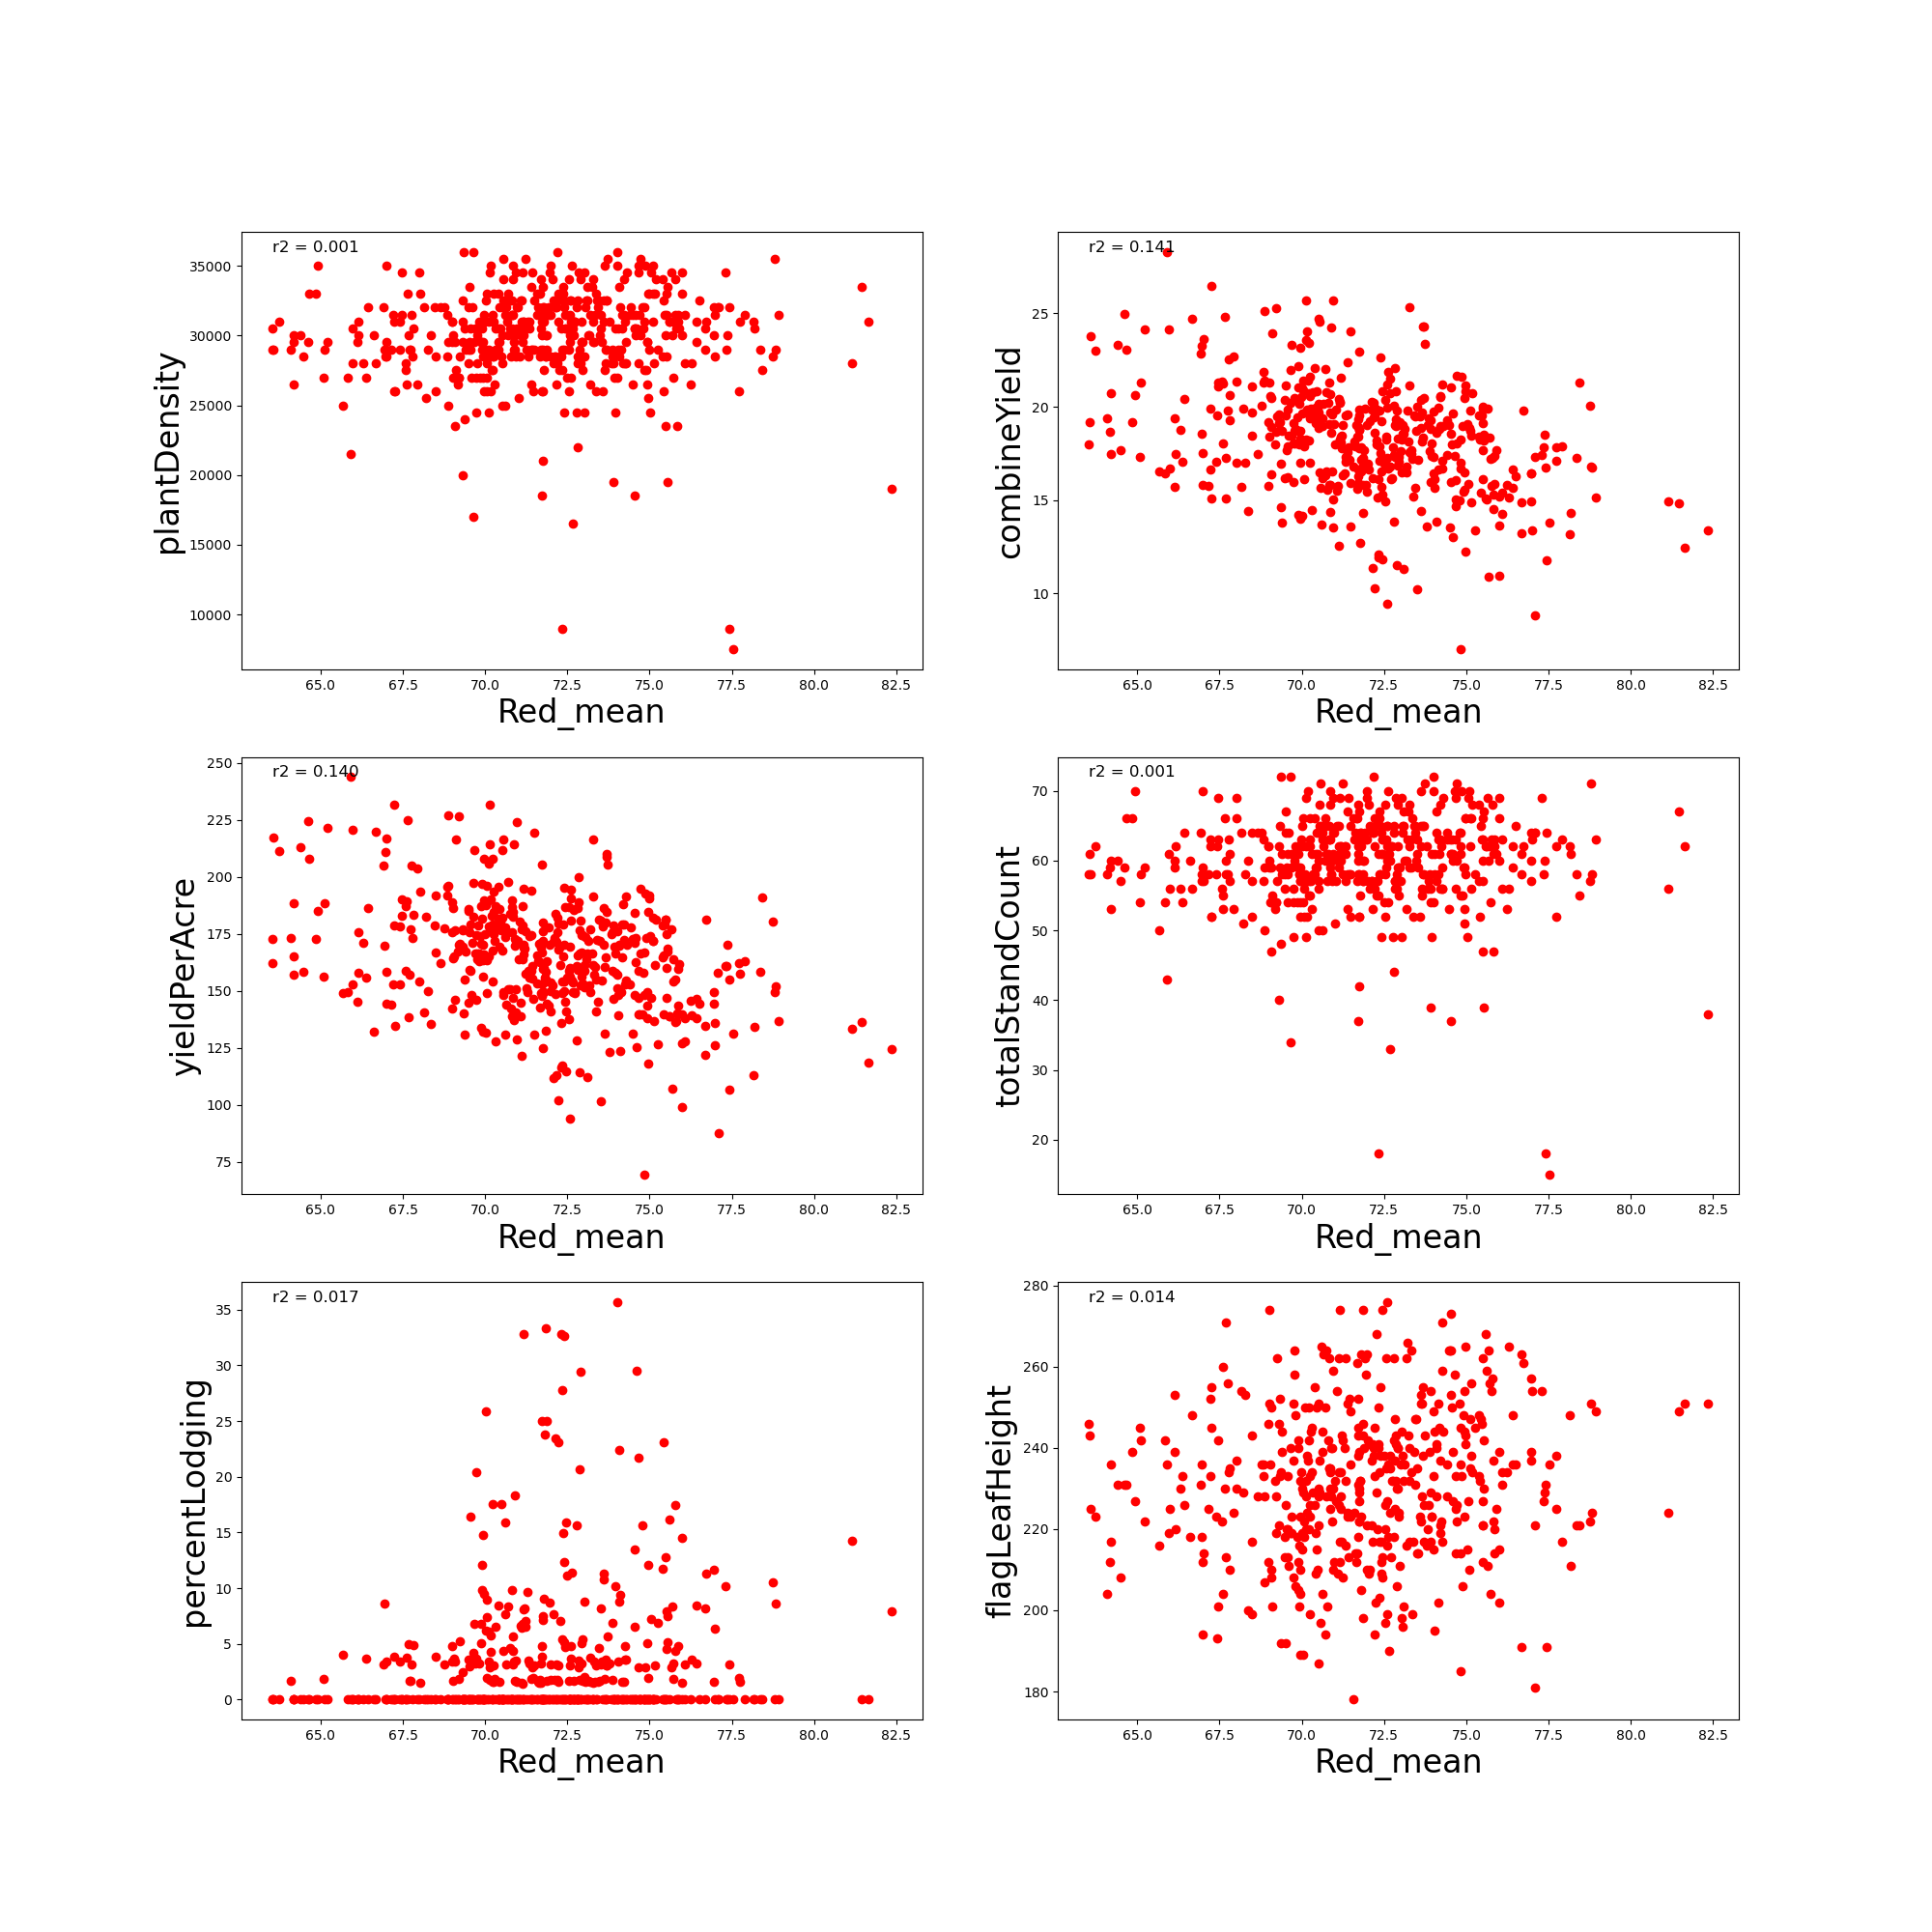 r2 = 0.001
35000
30000
25000
20000
15000
10000
plantDensity
65.0 67.5 70.0 72.5 75.0 77.5 80.0 82.5
Red_mean
r2 = 0.141
25
20
15
10
combineYield
65.0 67.5 70.0 72.5 75.0 77.5 80.0 82.5
Red_mean
r2 = 0.140
250
225
200
175
150
125
100
75
yieldPerAcre
65.0 67.5 70.0 72.5 75.0 77.5 80.0 82.5
Red_mean
r2 = 0.001
70
60
50
40
30
20
totalStandCount
65.0 67.5 70.0 72.5 75.0 77.5 80.0 82.5
Red_mean
r2 = 0.017
35
30
25
20
15
10
5
0
percentLodging
65.0 67.5 70.0 72.5 75.0 77.5 80.0 82.5
Red_mean
r2 = 0.014
280
260
240
220
200
180
flagLeafHeight
65.0 67.5 70.0 72.5 75.0 77.5 80.0 82.5
Red_mean